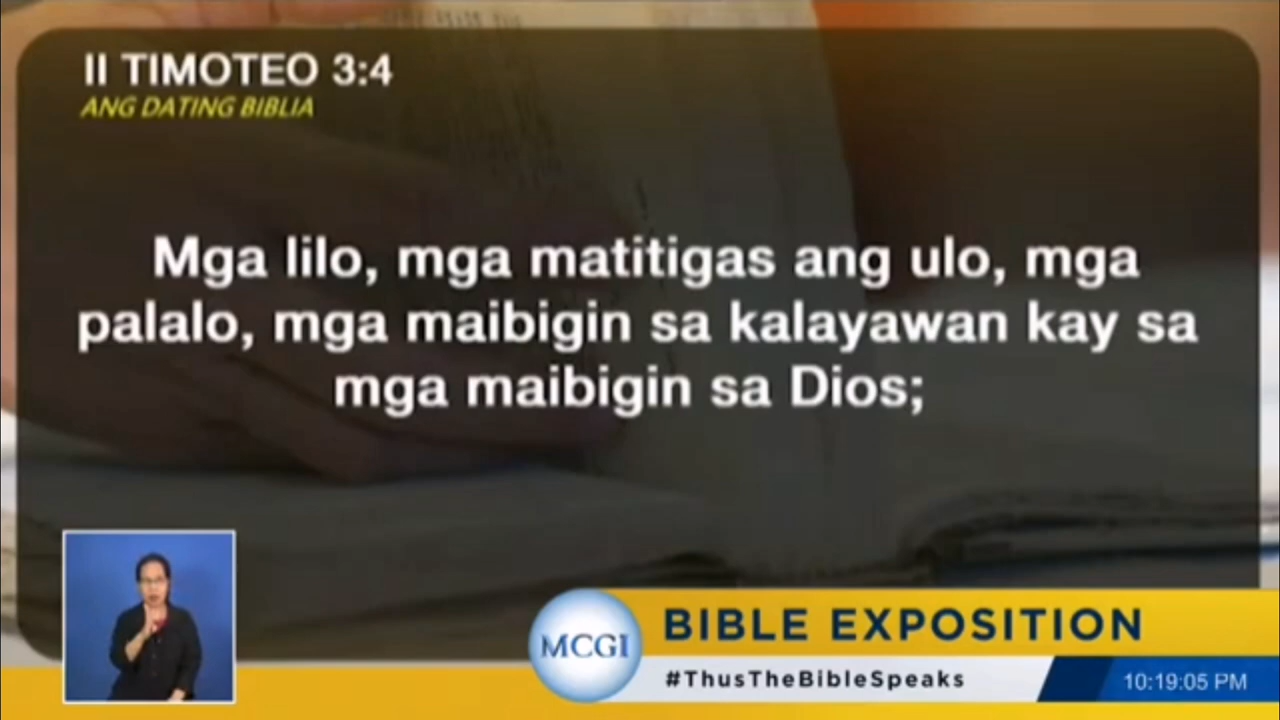 II TIMOTEO 3:4
ANG DATING BIBLIA
Mga lilo, mga matitigas ang ulo, mga
palalo, mga maibigin sa kalayawan kay sa
mga maibigin sa Dios;
MCGI
BIBLE EXPOSITION
#ThusTheBibleSpeaks
10:19:05 PM